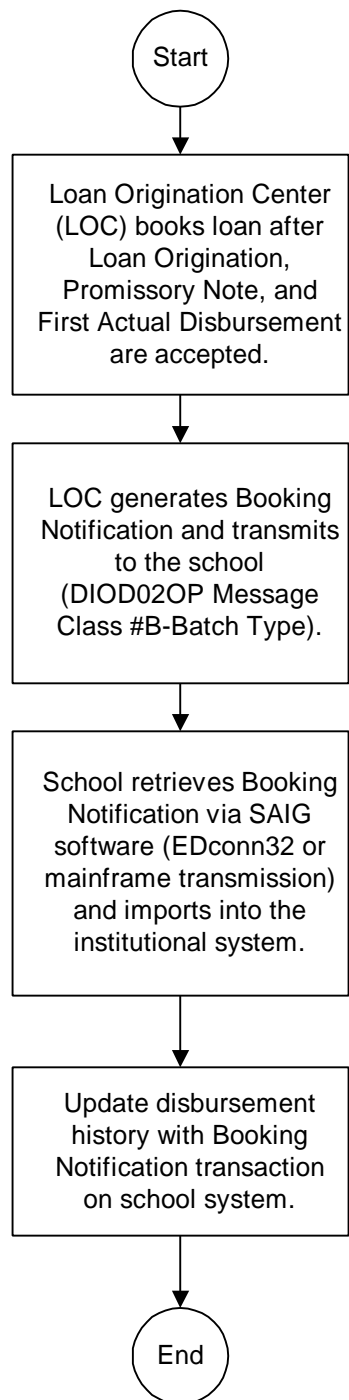 Start
Loan Origination Center
(LOC) books loan after
Loan Origination,
Promissory Note, and
First Actual Disbursement
are accepted.
LOC generates Booking
Notification and transmits
to the school
(DIOD02OP Message
Class #B-Batch Type).
School retrieves Booking
Notification via SAIG
software (EDconn32 or
mainframe transmission)
and imports into the
institutional system.
Update disbursement
history with Booking
Notification transaction
on school system.
End